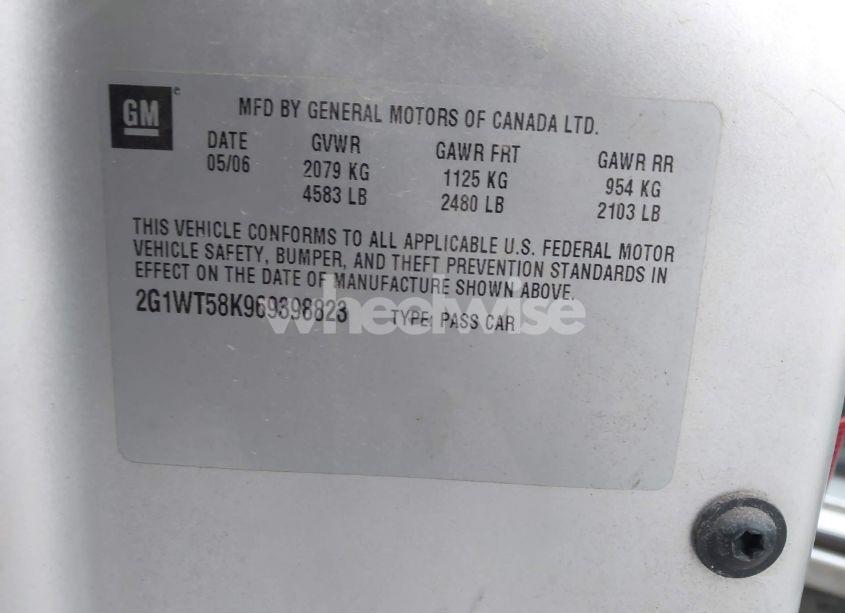 GM
MFD BY GENERAL MOTORS OF CANADA LTD.
DATE GVWR GAWR FRT GAWR RR
05/06 2079 KG 1125 KG 954 KG
4583 LB 2480 LB 2103 LB
THIS VEHICLE CONFORMS TO ALL APPLICABLE U.S. FEDERAL MOTOR
VEHICLE SAFETY, BUMPER, AND THEFT PREVENTION STANDARDS IN
EFFECT ON THE DATE OF MANUFACTURE SHOWN ABOVE.
2G1WT58K969398823 TYPE: PASS CAR
wheelwise